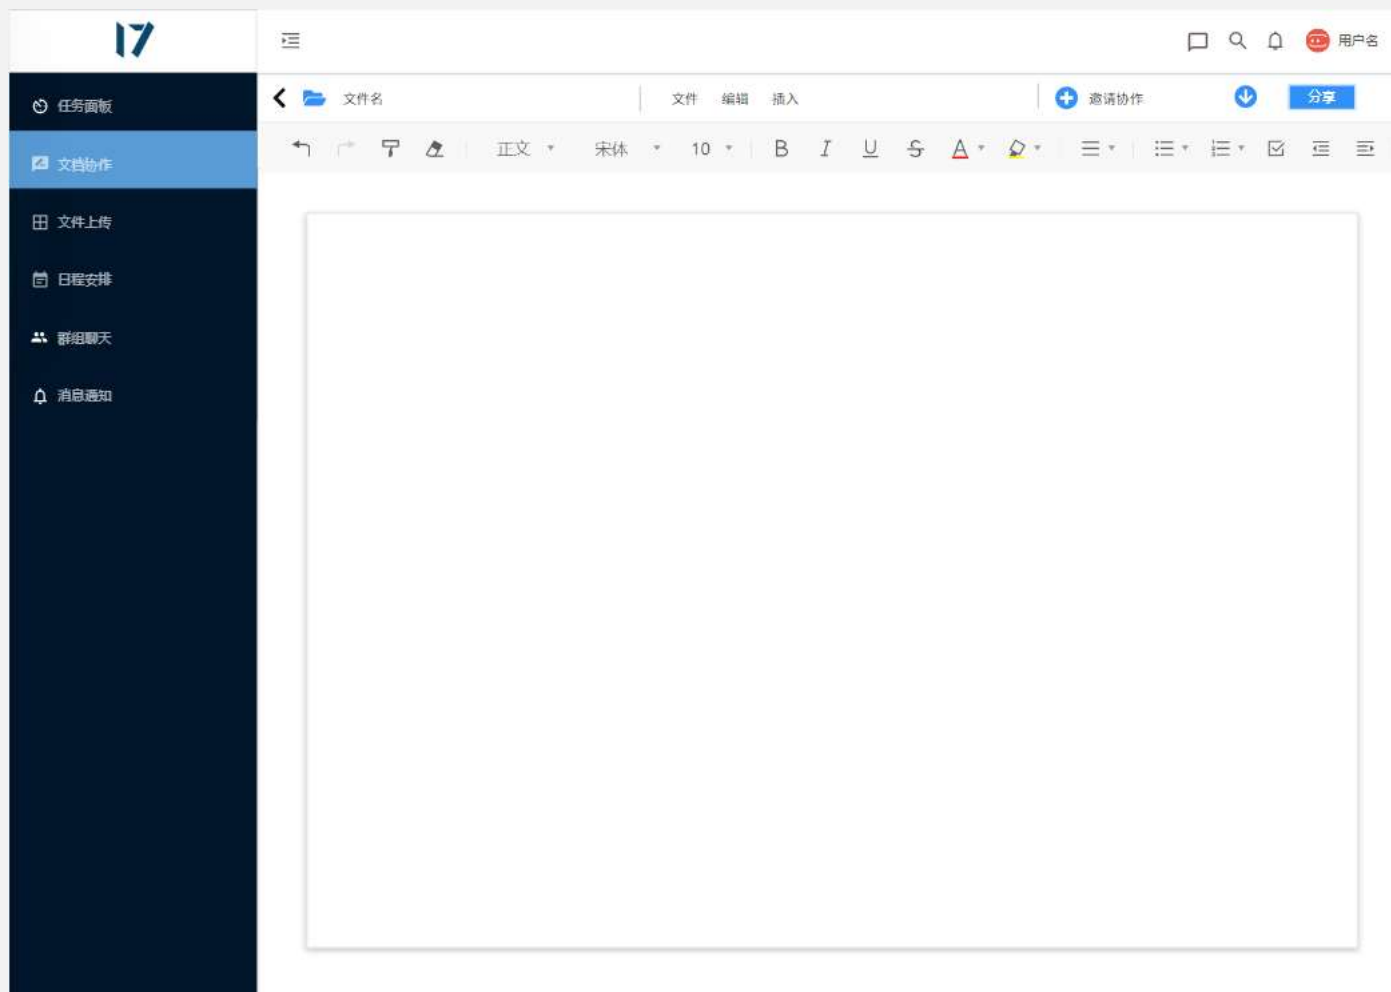 17
用户名
任务面板
文档协作
文件上传
日程安排
群组聊天
消息通知
文件名 文件 编辑 插入 邀请协作 分享
正文 宋体 10 B I U S A